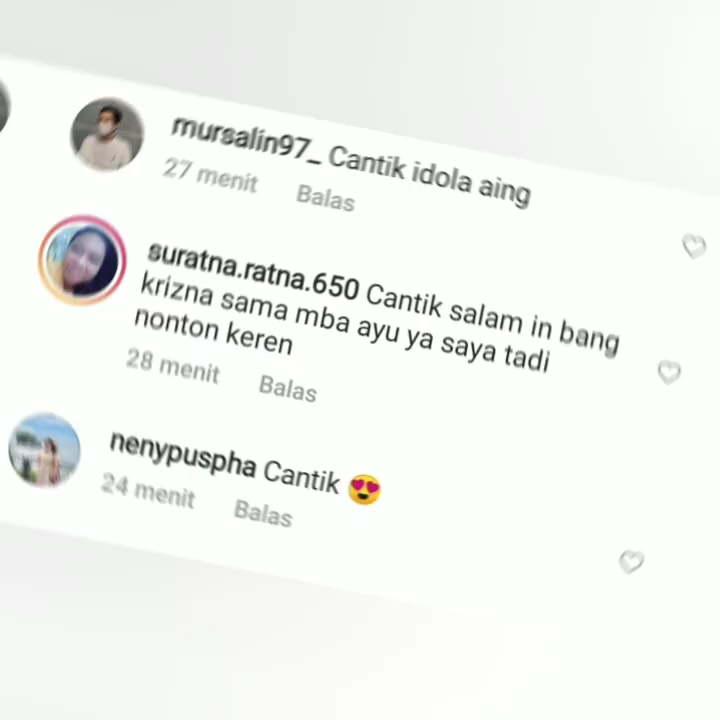 mursalin97_ Cantik idola aing
27 menit Balas
suratna.ratna.650 Cantik salam in bang
krizna sama mba ayu ya saya tadi
nonton keren
28 menit Balas
nenypuspha Cantik 😍
24 menit Balas